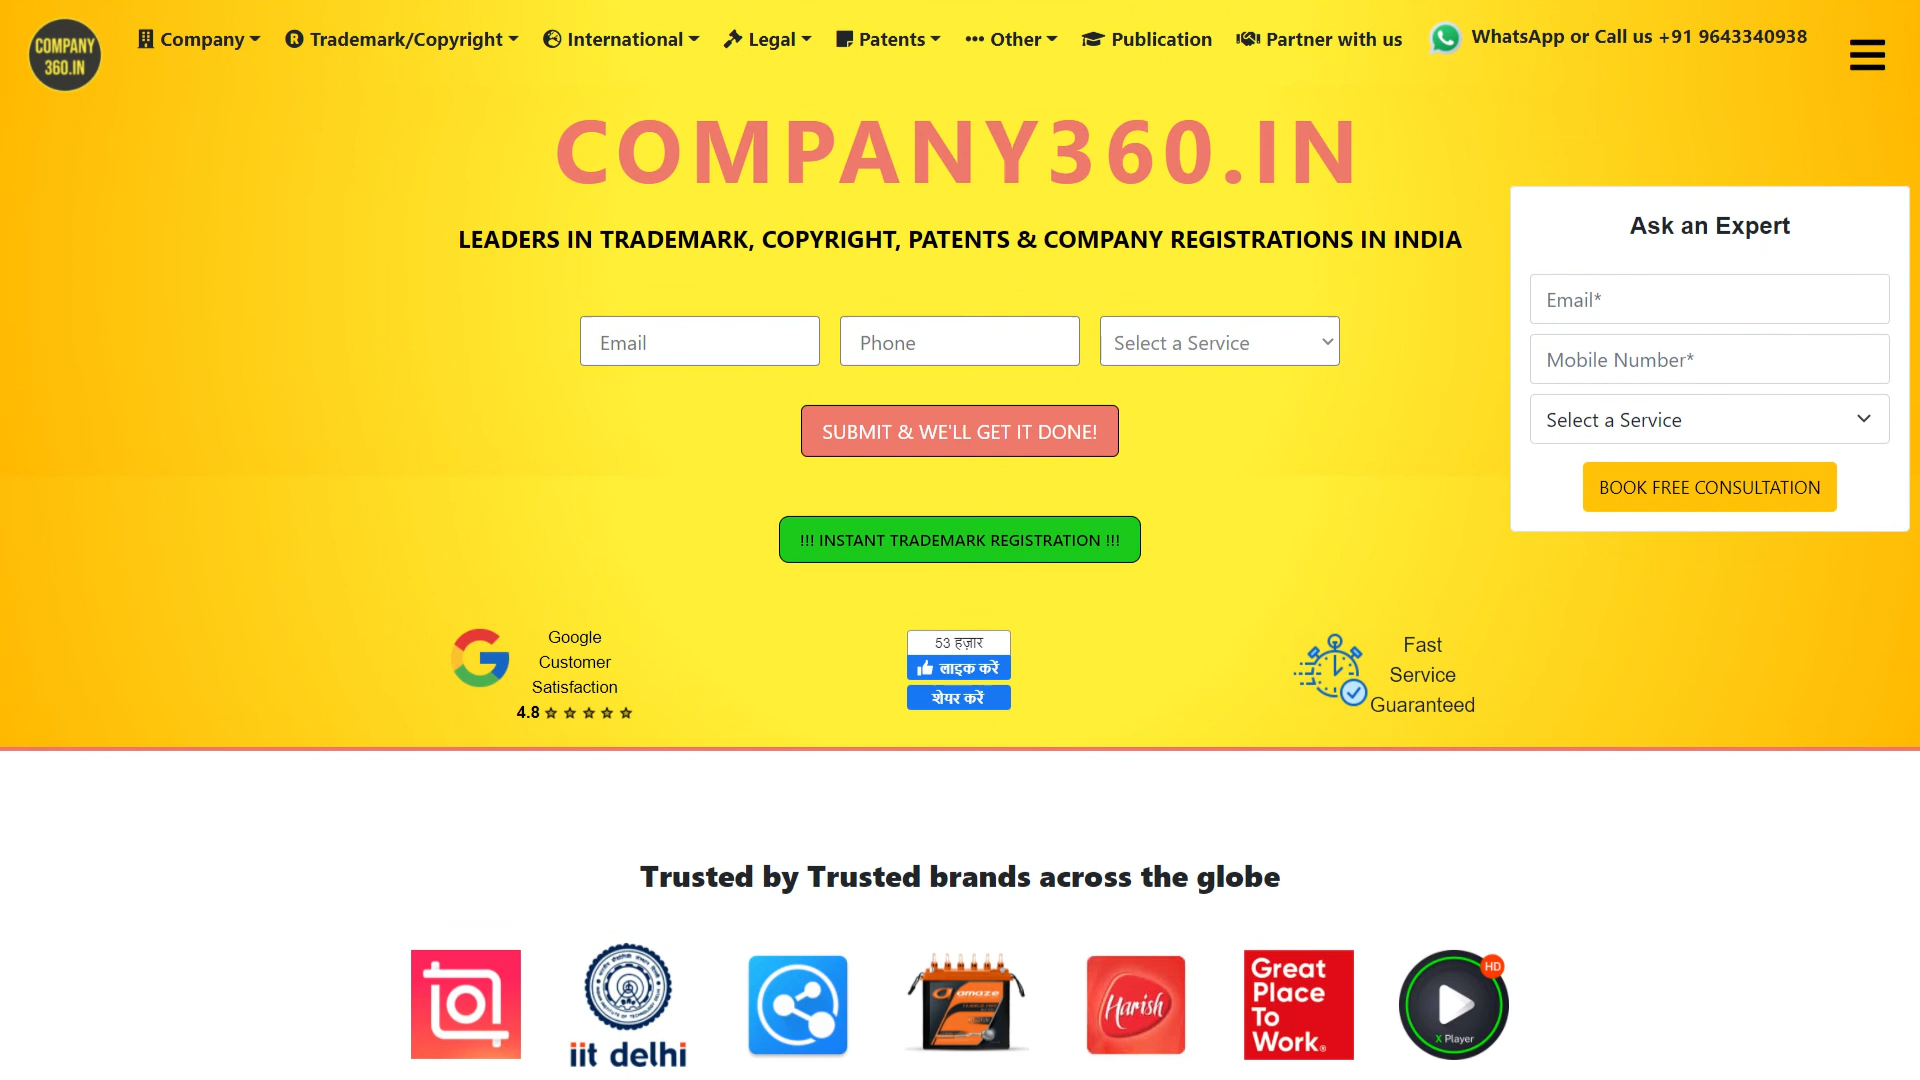 COMPANY
360.IN
Company
Trademark/Copyright
International
Legal
Patents
Other
Publication
Partner with us
WhatsApp or Call us +91 9643340938
COMPANY360.IN
LEADERS IN TRADEMARK, COPYRIGHT, PATENTS & COMPANY REGISTRATIONS IN INDIA
Email
Phone
Select a Service
SUBMIT & WE'LL GET IT DONE!
!!! INSTANT TRADEMARK REGISTRATION !!!
Ask an Expert
Email*
Mobile Number*
Select a Service
BOOK FREE CONSULTATION
Google
Customer
Satisfaction
4.8
53 हज़ार
लाइक करें
शेयर करें
Fast
Service
Guaranteed
Trusted by Trusted brands across the globe
iit delhi
amaze
Harish
Great
Place
To
Work®
HD
X Player